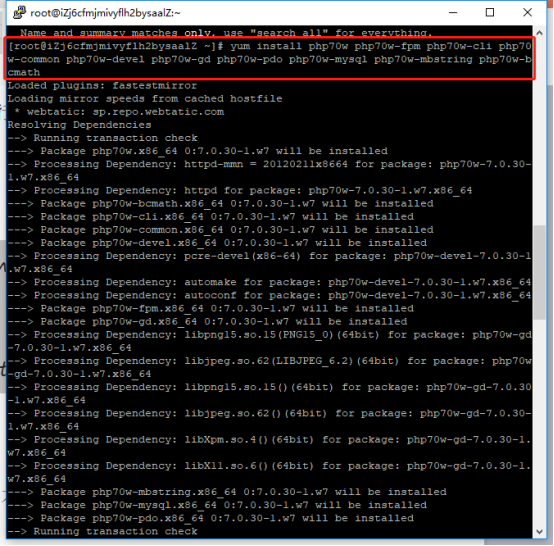 root@iZj6cfmjmivyflh2bysaalZ:~
Name and summary matches only, use "search all" for everything.
[root@iZj6cfmjmivyflh2bysaalZ ~]# yum install php70w php70w-fpm php70w-cli php70
w-common php70w-devel php70w-gd php70w-pdo php70w-mysql php70w-mbstring php70w-b
cmath
Loaded plugins: fastestmirror
Loading mirror speeds from cached hostfile
 * webtatic: sp.repo.webtatic.com
Resolving Dependencies
--> Running transaction check
---> Package php70w.x86_64 0:7.0.30-1.w7 will be installed
--> Processing Dependency: httpd-mmn = 20120211x8664 for package: php70w-7.0.30-
1.w7.x86_64
--> Processing Dependency: httpd for package: php70w-7.0.30-1.w7.x86_64
---> Package php70w-bcmath.x86_64 0:7.0.30-1.w7 will be installed
---> Package php70w-cli.x86_64 0:7.0.30-1.w7 will be installed
---> Package php70w-common.x86_64 0:7.0.30-1.w7 will be installed
---> Package php70w-devel.x86_64 0:7.0.30-1.w7 will be installed
--> Processing Dependency: pcre-devel(x86-64) for package: php70w-devel-7.0.30-1
.w7.x86_64
--> Processing Dependency: automake for package: php70w-devel-7.0.30-1.w7.x86_64
--> Processing Dependency: autoconf for package: php70w-devel-7.0.30-1.w7.x86_64
---> Package php70w-fpm.x86_64 0:7.0.30-1.w7 will be installed
---> Package php70w-gd.x86_64 0:7.0.30-1.w7 will be installed
--> Processing Dependency: libpng15.so.15(PNG15_0)(64bit) for package: php70w-gd
-7.0.30-1.w7.x86_64
--> Processing Dependency: libjpeg.so.62(LIBJPEG_6.2)(64bit) for package: php70w
-gd-7.0.30-1.w7.x86_64
--> Processing Dependency: libpng15.so.15()(64bit) for package: php70w-gd-7.0.30
-1.w7.x86_64
--> Processing Dependency: libjpeg.so.62()(64bit) for package: php70w-gd-7.0.30-
1.w7.x86_64
--> Processing Dependency: libXpm.so.4()(64bit) for package: php70w-gd-7.0.30-1.
w7.x86_64
--> Processing Dependency: libX11.so.6()(64bit) for package: php70w-gd-7.0.30-1.
w7.x86_64
---> Package php70w-mbstring.x86_64 0:7.0.30-1.w7 will be installed
---> Package php70w-mysql.x86_64 0:7.0.30-1.w7 will be installed
---> Package php70w-pdo.x86_64 0:7.0.30-1.w7 will be installed
--> Running transaction check